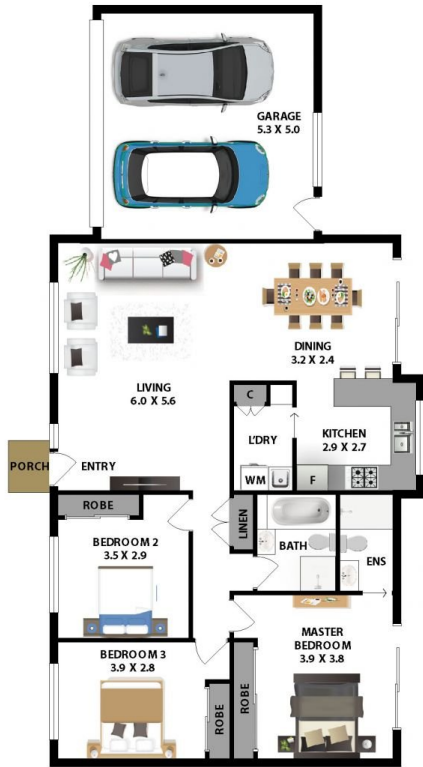 GARAGE
5.3 X 5.0
DINING
3.2 X 2.4
LIVING
6.0 X 5.6
C
L'DRY
KITCHEN
2.9 X 2.7
PORCH
ENTRY
WM
F
ROBE
LINEN
BATH
ENS
BEDROOM 2
3.5 X 2.9
MASTER
BEDROOM
3.9 X 3.8
BEDROOM 3
3.9 X 2.8
ROBE
ROBE